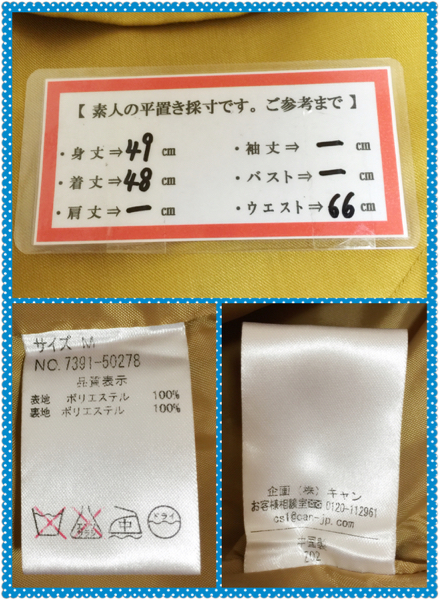 【 素人の平置き採寸です。ご参考まで 】
・身丈⇒49 cm ・袖丈⇒ー cm
・着丈⇒48 cm ・バスト⇒ー cm
・肩丈⇒ー cm ・ウエスト⇒66 cm
サイズ M
NO. 7391-50278
品質表示
表地 ポリエステル 100%
裏地 ポリエステル 100%
中
ドライ
企画 (株) キャン
お客様相談室 0120-112961
csl@can-jp.com
中国製
Z02